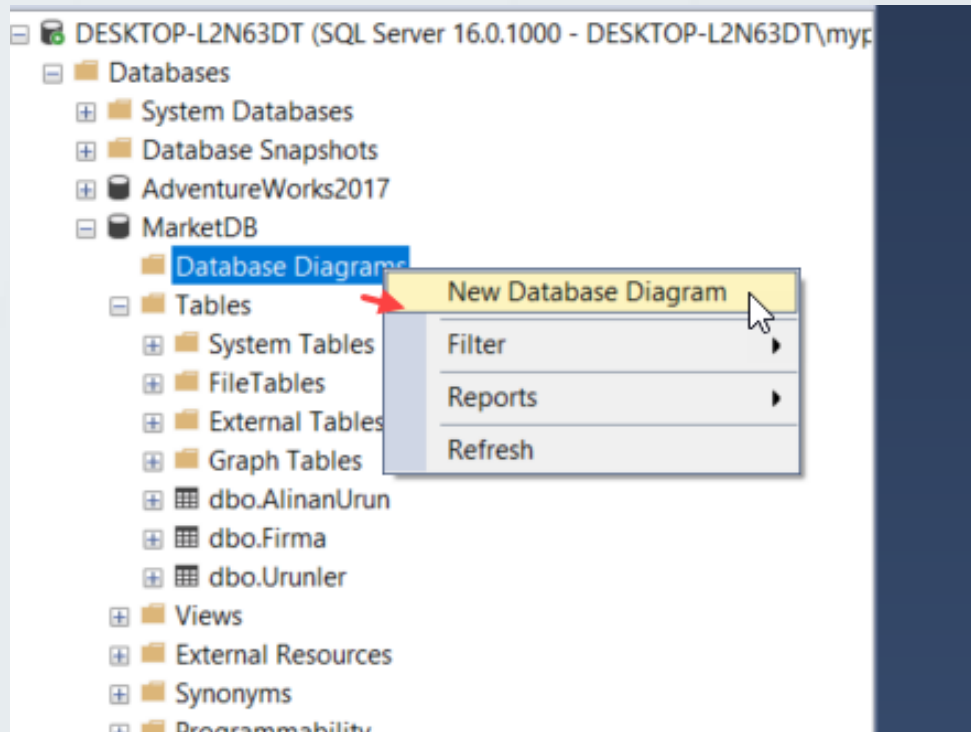 DESKTOP-L2N63DT (SQL Server 16.0.1000 - DESKTOP-L2N63DT\myp
Databases
System Databases
Database Snapshots
AdventureWorks2017
MarketDB
Database Diagrams
New Database Diagram
Tables
System Tables
Filter
FileTables
Reports
External Tables
Refresh
Graph Tables
dbo.AlinanUrun
dbo.Firma
dbo.Urunler
Views
External Resources
Synonyms
Programmability